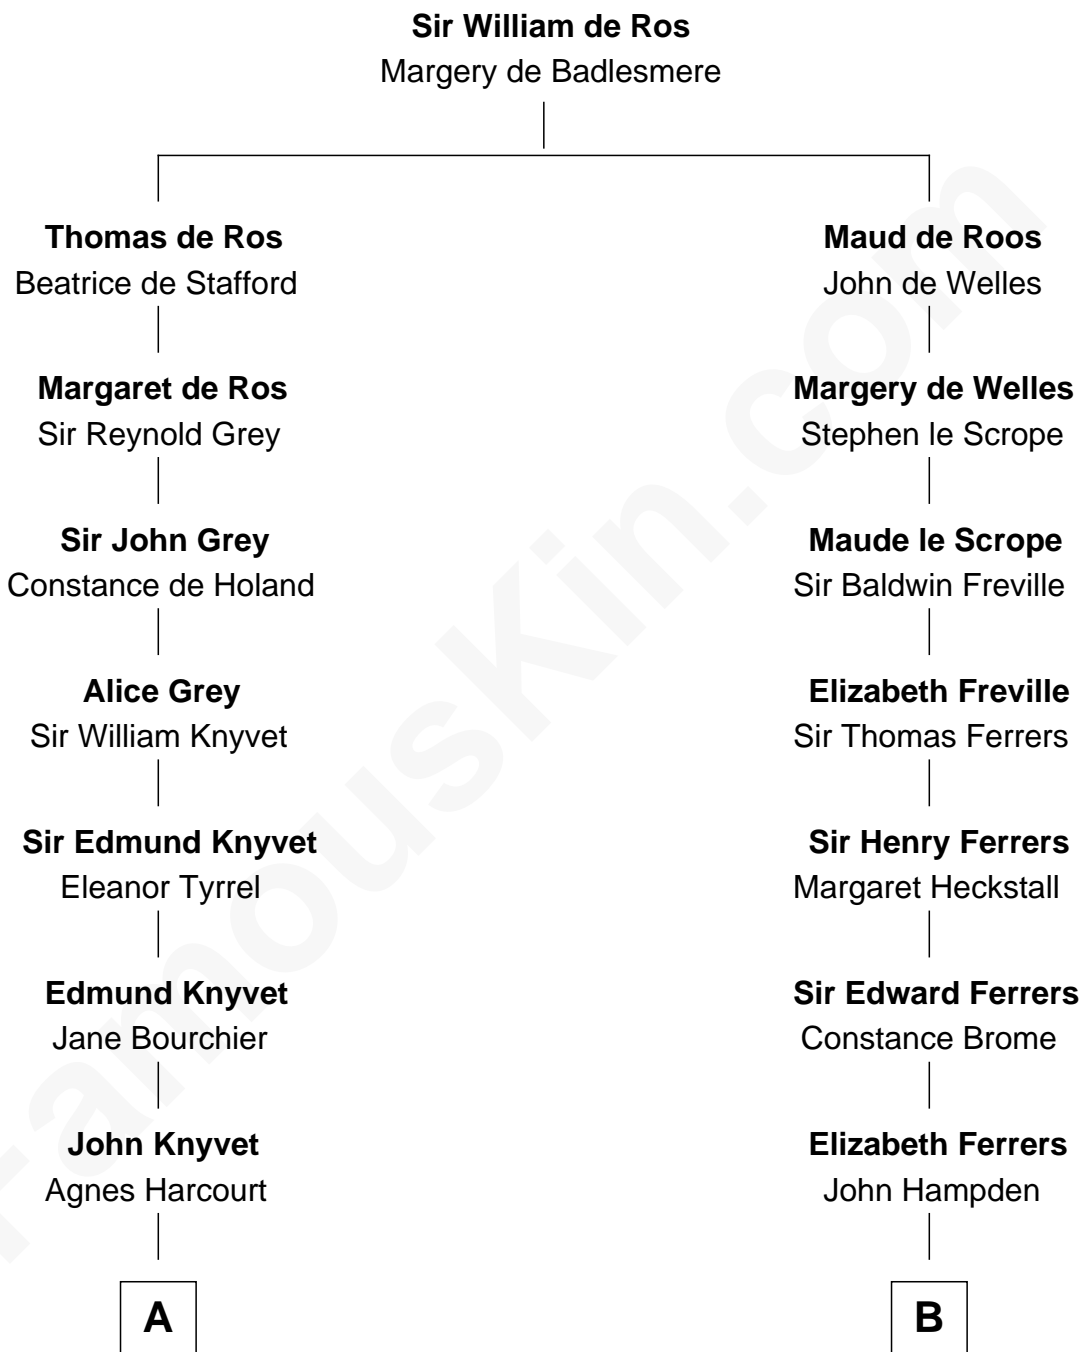 Sir William de Ros
Margery de Badlesmere
Thomas de Ros
Beatrice de Stafford
Maud de Roos
John de Welles
Margaret de Ros
Sir Reynold Grey
Margery de Welles
Stephen le Scrope
Sir John Grey
Constance de Holand
Maude le Scrope
Sir Baldwin Freville
Alice Grey
Sir William Knyvet
Elizabeth Freville
Sir Thomas Ferrers
Sir Edmund Knyvet
Eleanor Tyrrel
Sir Henry Ferrers
Margaret Heckstall
Edmund Knyvet
Jane Bourchier
Sir Edward Ferrers
Constance Brome
John Knyvet
Agnes Harcourt
Elizabeth Ferrers
John Hampden
A
B
FamousKin.com